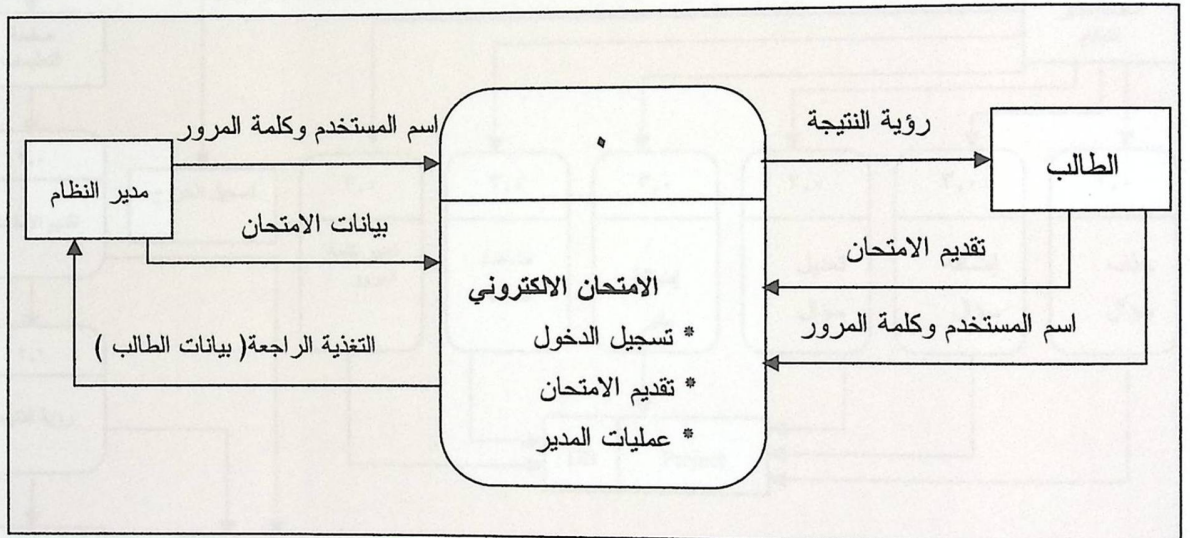 الطالب
رؤية النتيجة
تقديم الامتحان
اسم المستخدم وكلمة المرور
٠
الامتحان الالكتروني
* تسجيل الدخول
* تقديم الامتحان
* عمليات المدير
اسم المستخدم وكلمة المرور
مدير النظام
بيانات الامتحان
التغذية الراجعة( بيانات الطالب )
Project